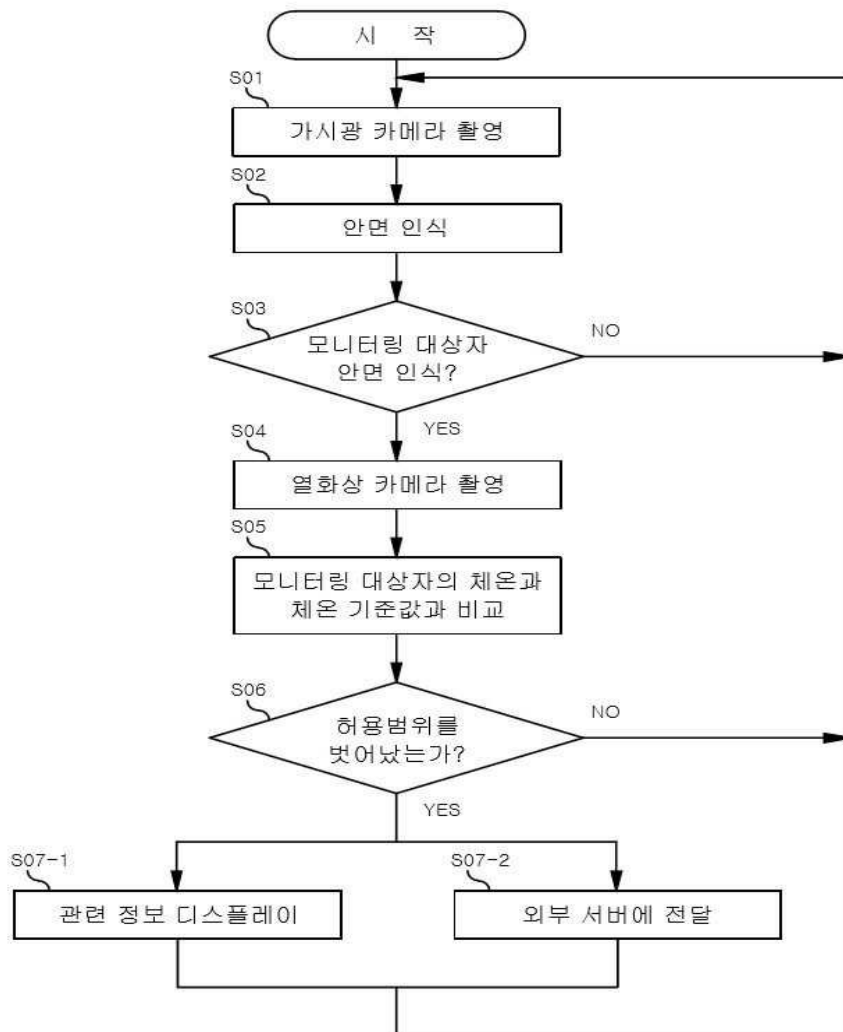 시 작
S01
가시광 카메라 촬영
S02
안면 인식
S03
모니터링 대상자
안면 인식?
NO
YES
S04
열화상 카메라 촬영
S05
모니터링 대상자의 체온과
체온 기준값과 비교
S06
허용범위를
벗어났는가?
NO
YES
S07-1
관련 정보 디스플레이
S07-2
외부 서버에 전달